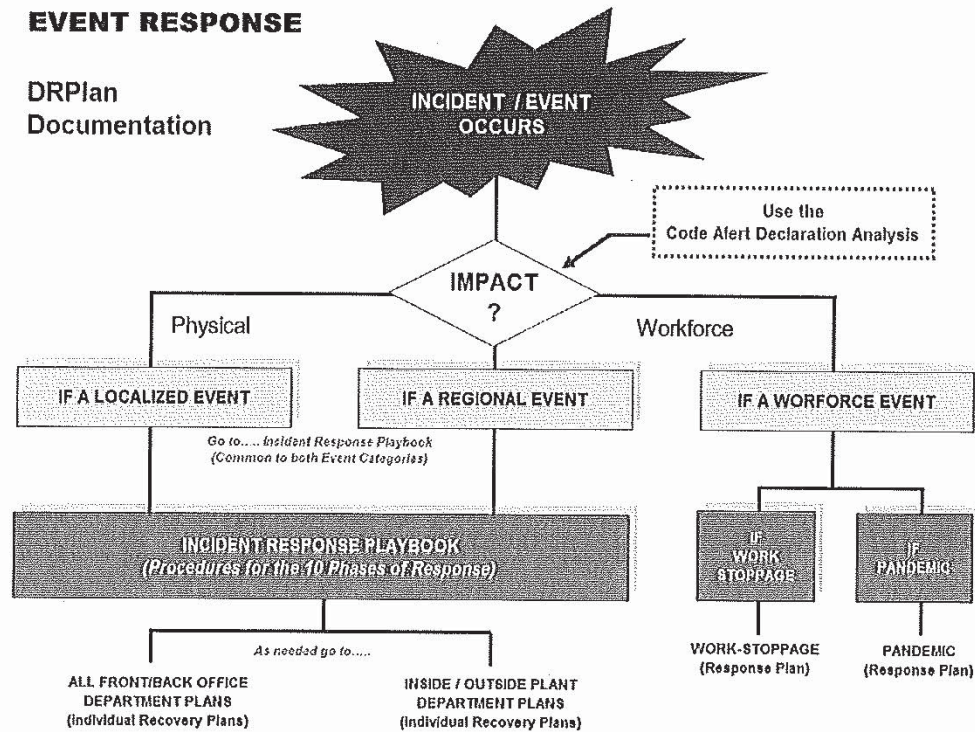 EVENT RESPONSE
DRPlan
Documentation
INCIDENT / EVENT
OCCURS
Use the
Code Alert Declaration Analysis
IMPACT
?
Physical
Workforce
IF A LOCALIZED EVENT
IF A REGIONAL EVENT
IF A WORFORCE EVENT
Go to..... Incident Response Playbook
(Common to both Event Categories)
INCIDENT RESPONSE PLAYBOOK
(Procedures for the 10 Phases of Response)
IF
WORK
STOPPAGE
IF
PANDEMIC
As needed go to.....
WORK-STOPPAGE
(Response Plan)
PANDEMIC
(Response Plan)
ALL FRONT/BACK OFFICE
DEPARTMENT PLANS
(Individual Recovery Plans)
INSIDE / OUTSIDE PLANT
DEPARTMENT PLANS
(Individual Recovery Plans)